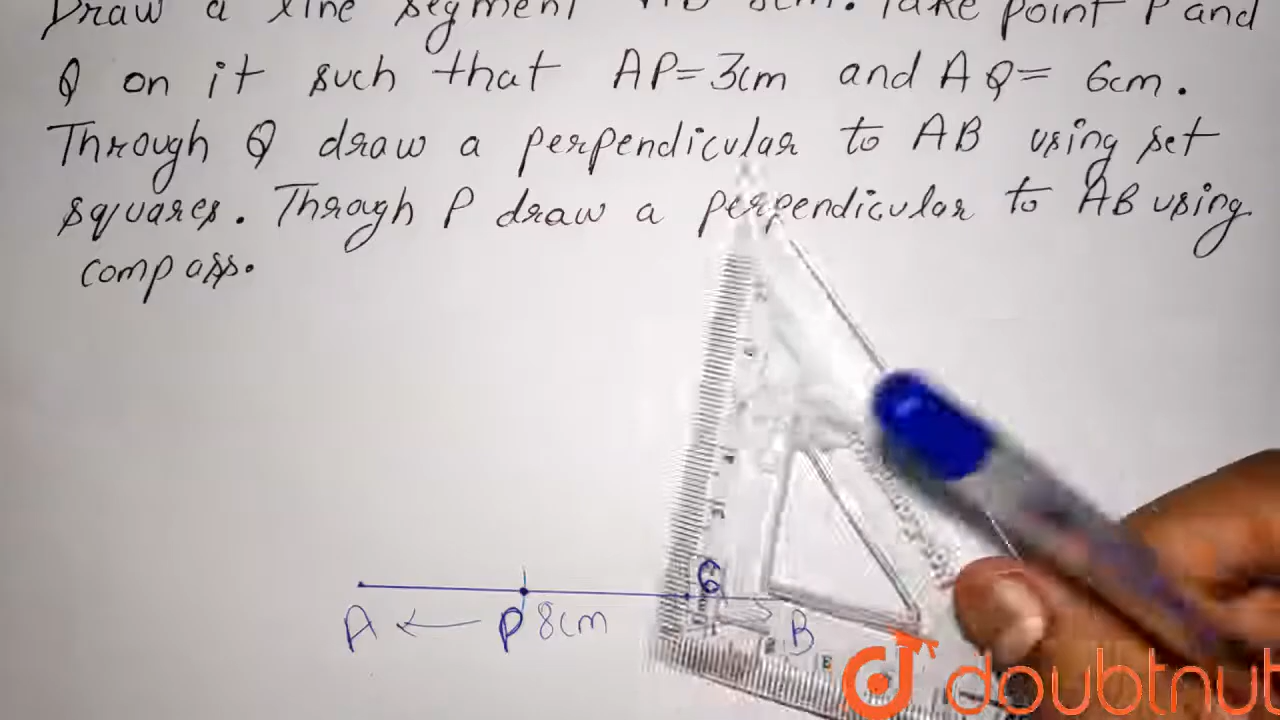 Draw a line segment AB 8cm. Take point P and
Q on it such that AP=3cm and AQ= 6cm.
Through Q draw a perpendicular to AB using set
squares. Through P draw a perpendicular to AB using
compass.
A P 8cm B
doubtnut